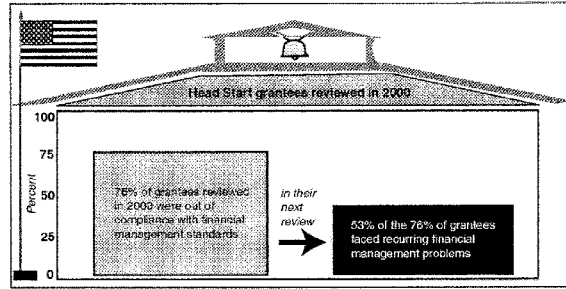 Head Start grantees reviewed in 2000
100
75
50
25
0
Percent
76% of grantees reviewed
in 2000 were out of
compliance with financial
management standards
in their
next
review
53% of the 76% of grantees
faced recurring financial
management problems